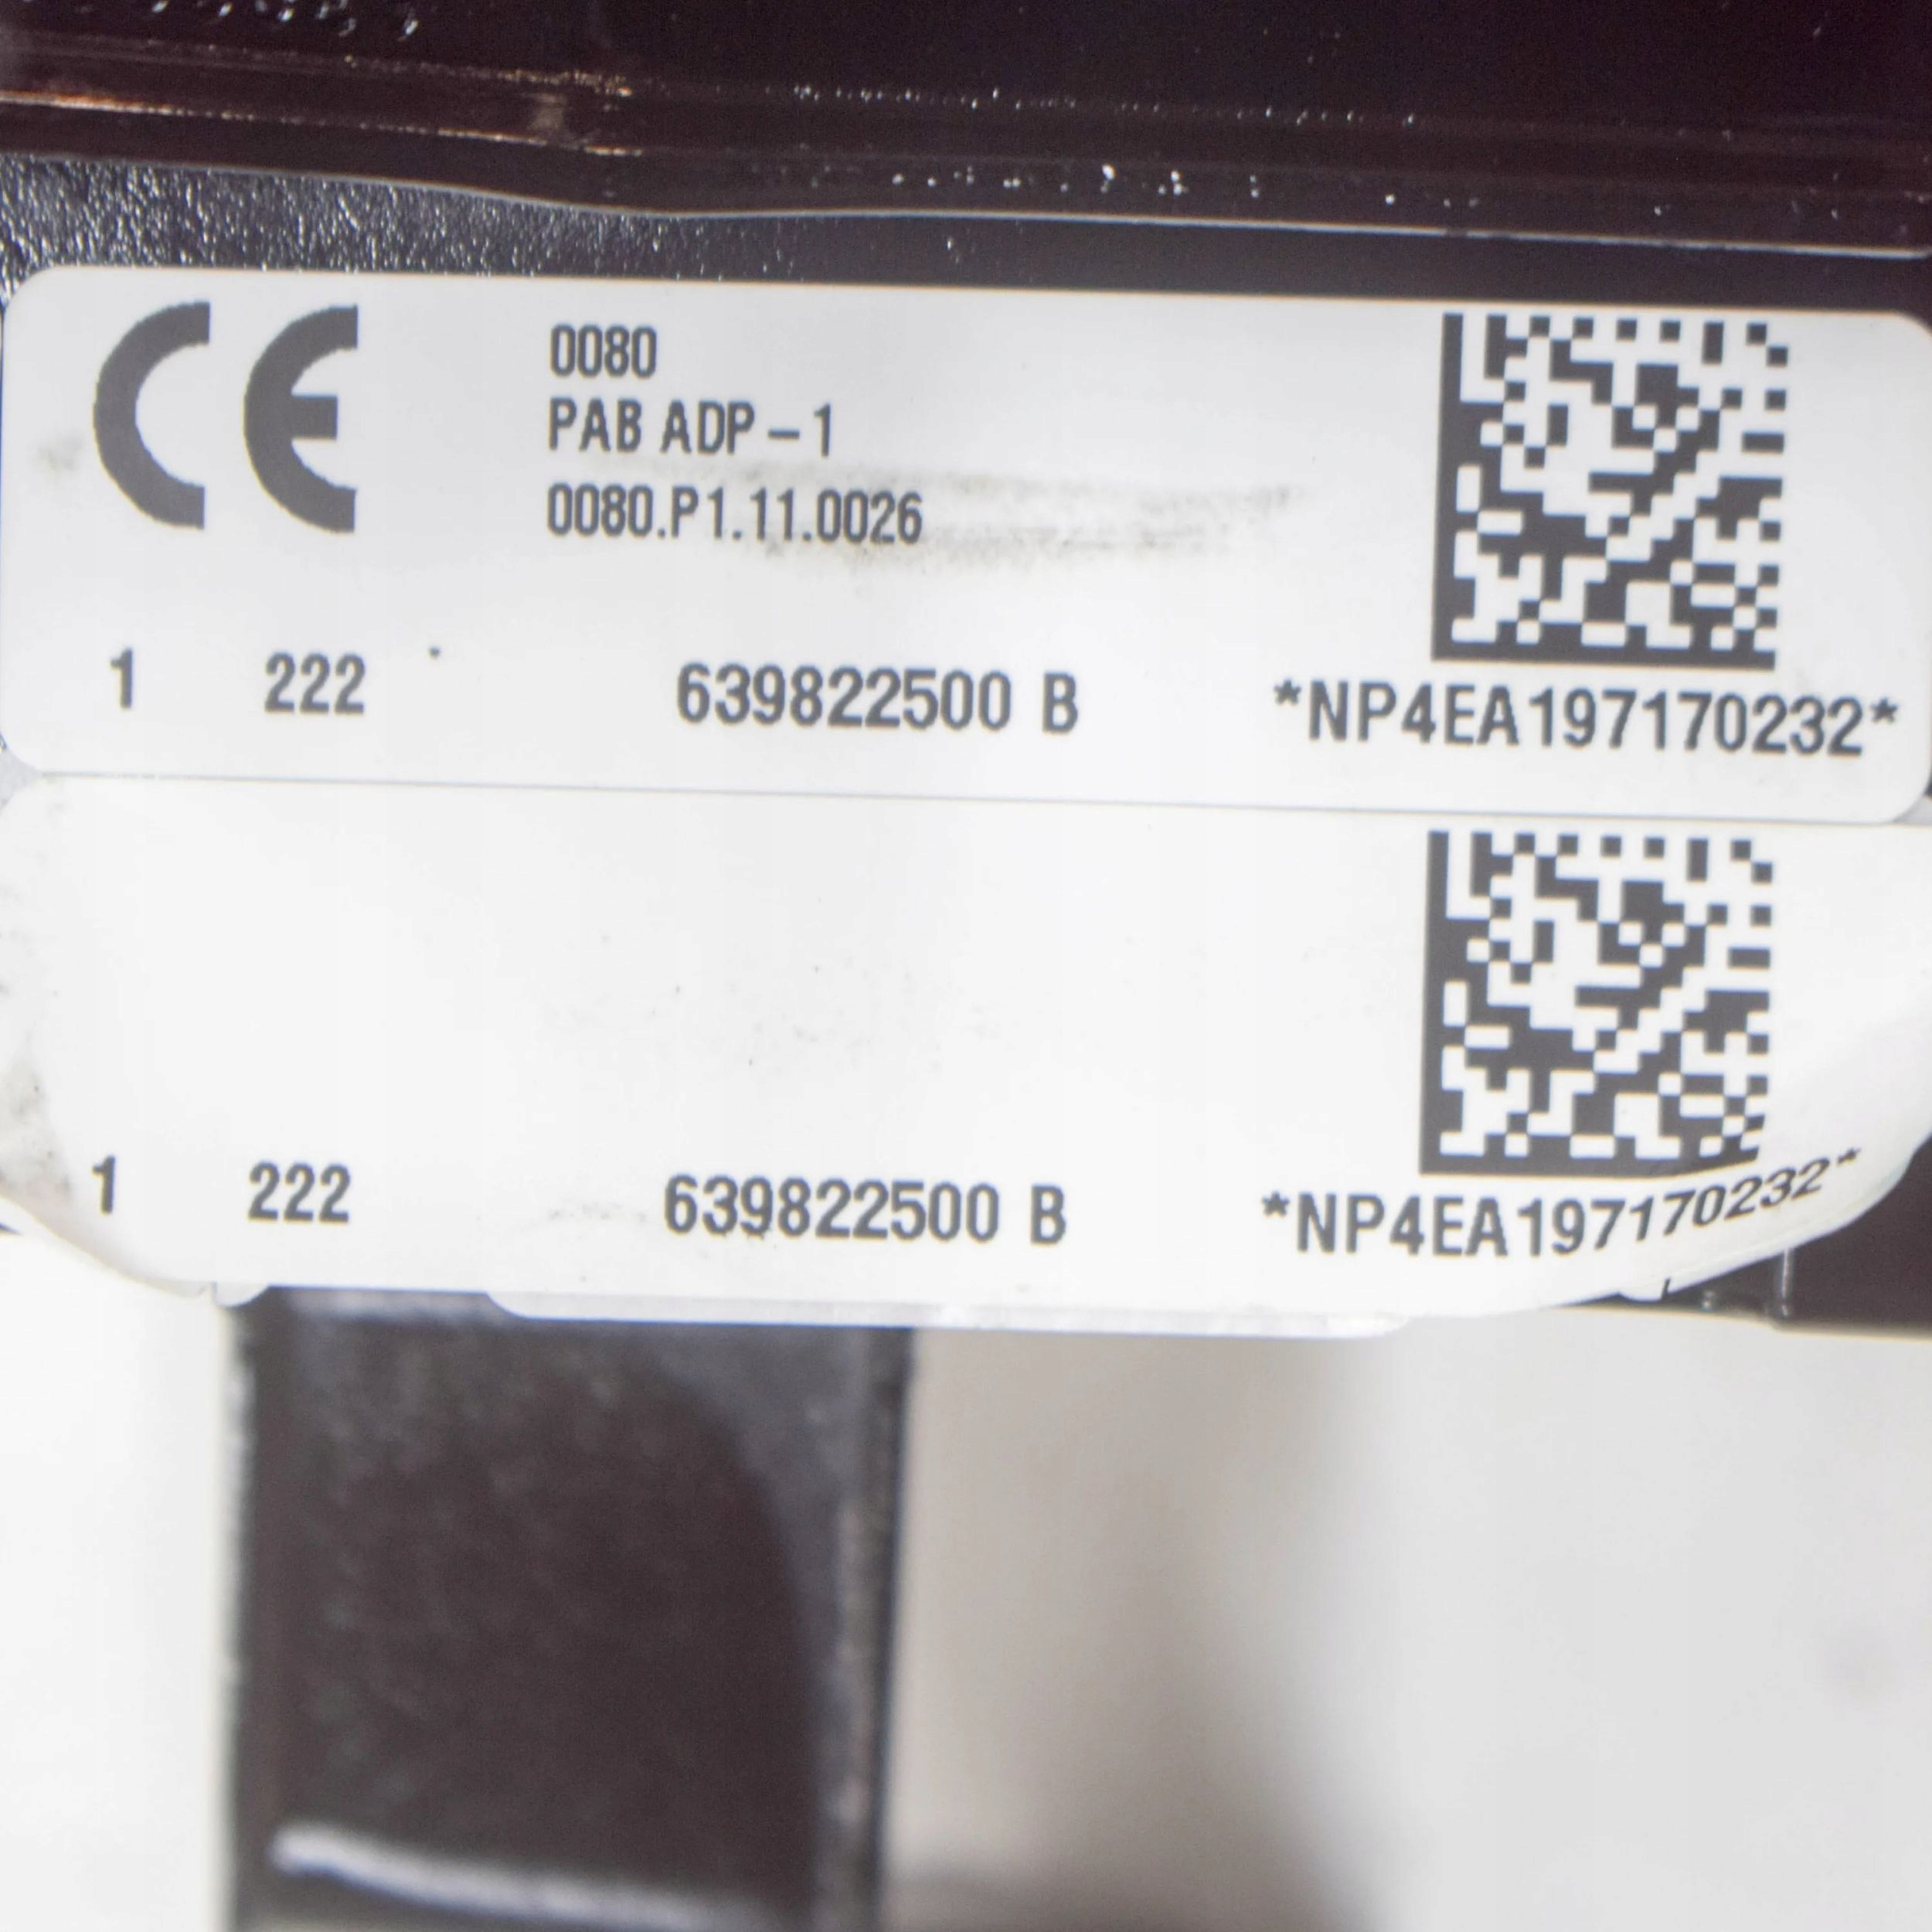 CE
0080
PAB ADP – 1
0080.P1.11.0026
1 222 639822500 B *NP4EA197170232*
1 222 639822500 B *NP4EA197170232*